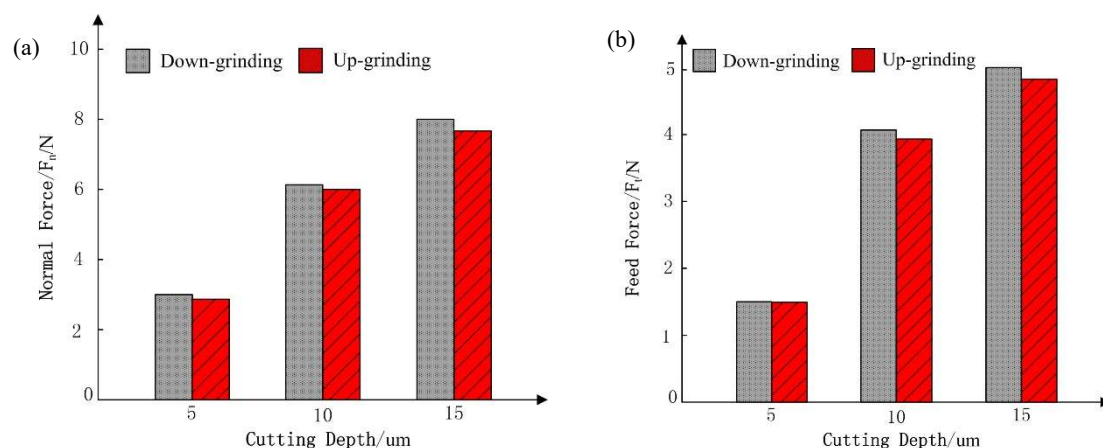 (a)
10
Down-grinding Up-grinding
8
6
4
2
0
5 10 15
Normal Force/Fn/N
Cutting Depth/um
(b)
Down-grinding Up-grinding
5
4
3
2
1
0
5 10 15
Feed Force/Ft/N
Cutting Depth/um